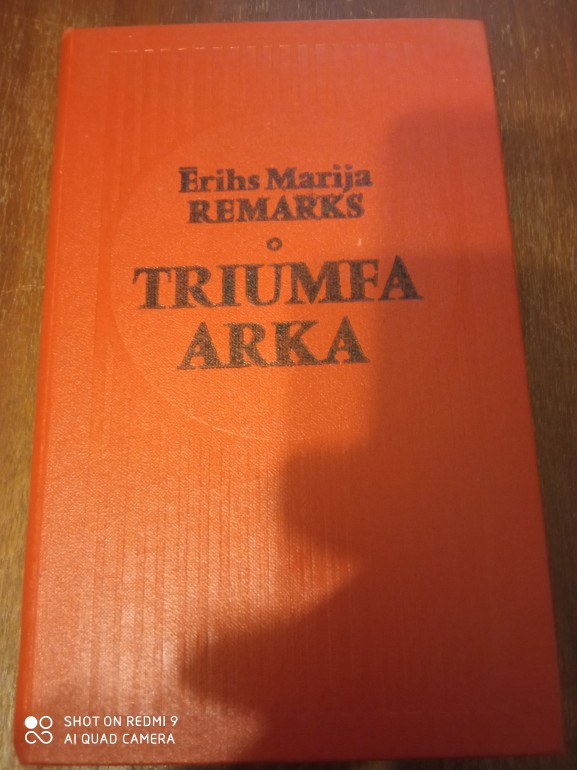 Ērihs Marija
REMARKS
TRIUMFA
ARKA
SHOT ON REDMI 9
AI QUAD CAMERA